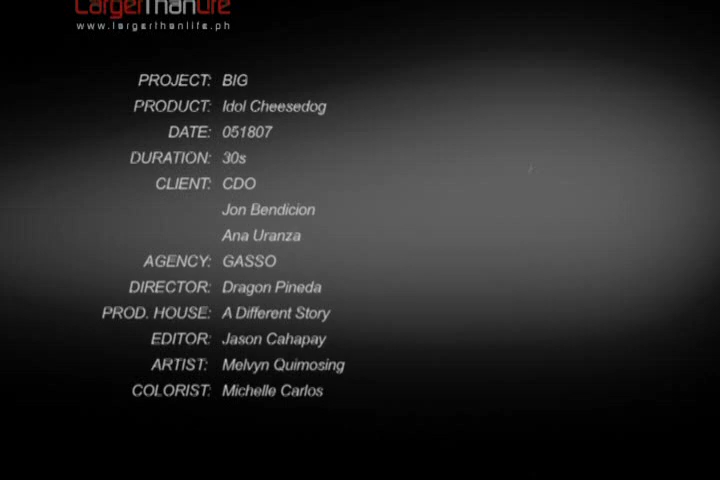 LargerThanLife
www.largerthanlife.ph
PROJECT: BIG
PRODUCT: Idol Cheesedog
DATE: 051807
DURATION: 30s
CLIENT: CDO
Jon Bendicion
Ana Uranza
AGENCY: GASSO
DIRECTOR: Dragon Pineda
PROD. HOUSE: A Different Story
EDITOR: Jason Cahapay
ARTIST: Melvyn Quimosing
COLORIST: Michelle Carlos